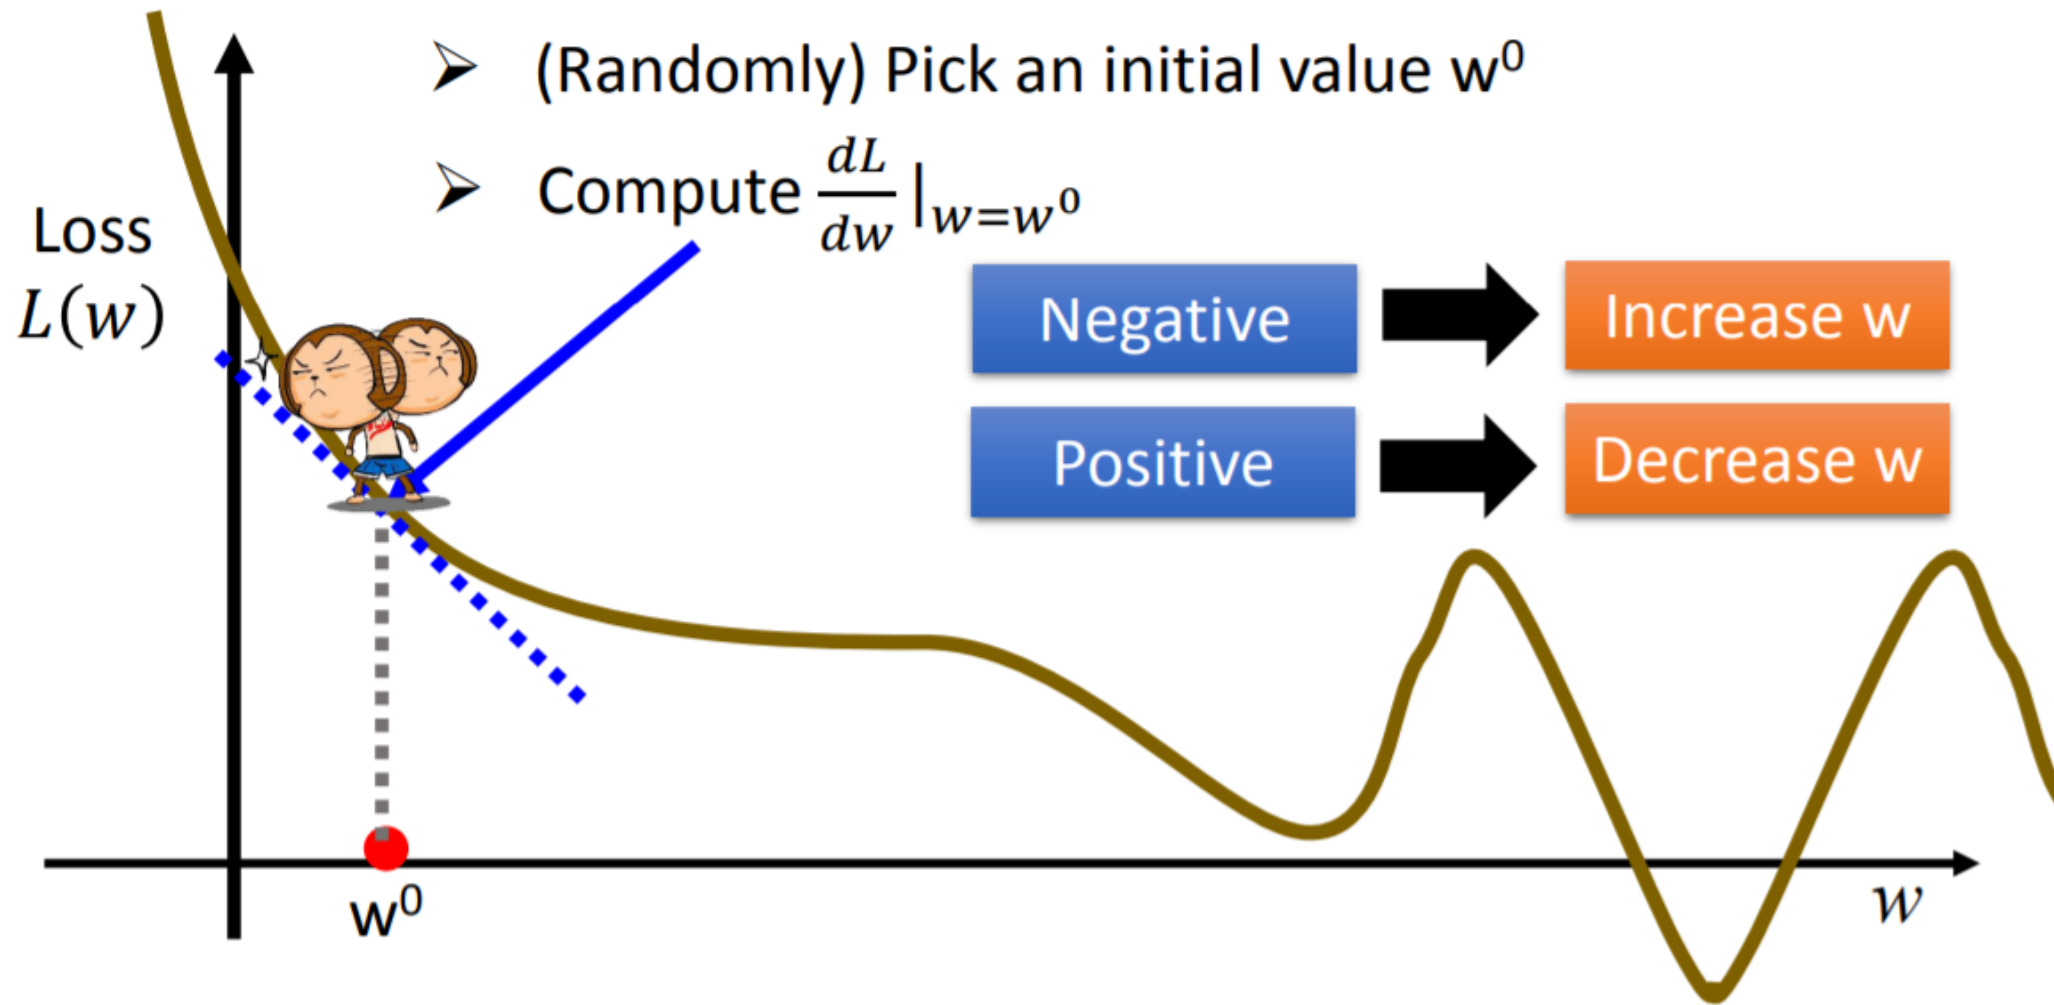 ➢ (Randomly) Pick an initial value w⁰
➢ Compute dL/dw |w=w⁰
Loss
L(w)
Negative
Increase w
Positive
Decrease w
w⁰
w